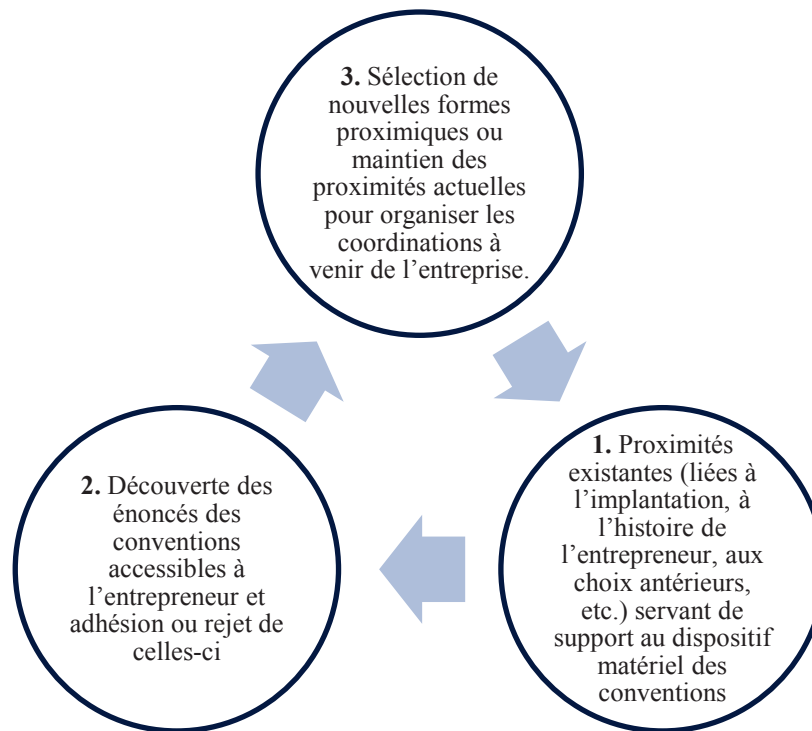 3. Sélection de
nouvelles formes
proximiques ou
maintien des
proximités actuelles
pour organiser les
coordinations à
venir de l’entreprise.
1. Proximités
existantes (liées à
l’implantation, à
l’histoire de
l’entrepreneur, aux
choix antérieurs,
etc.) servant de
support au dispositif
matériel des
conventions
2. Découverte des
énoncés des
conventions
accessibles à
l’entrepreneur et
adhésion ou rejet de
celles-ci